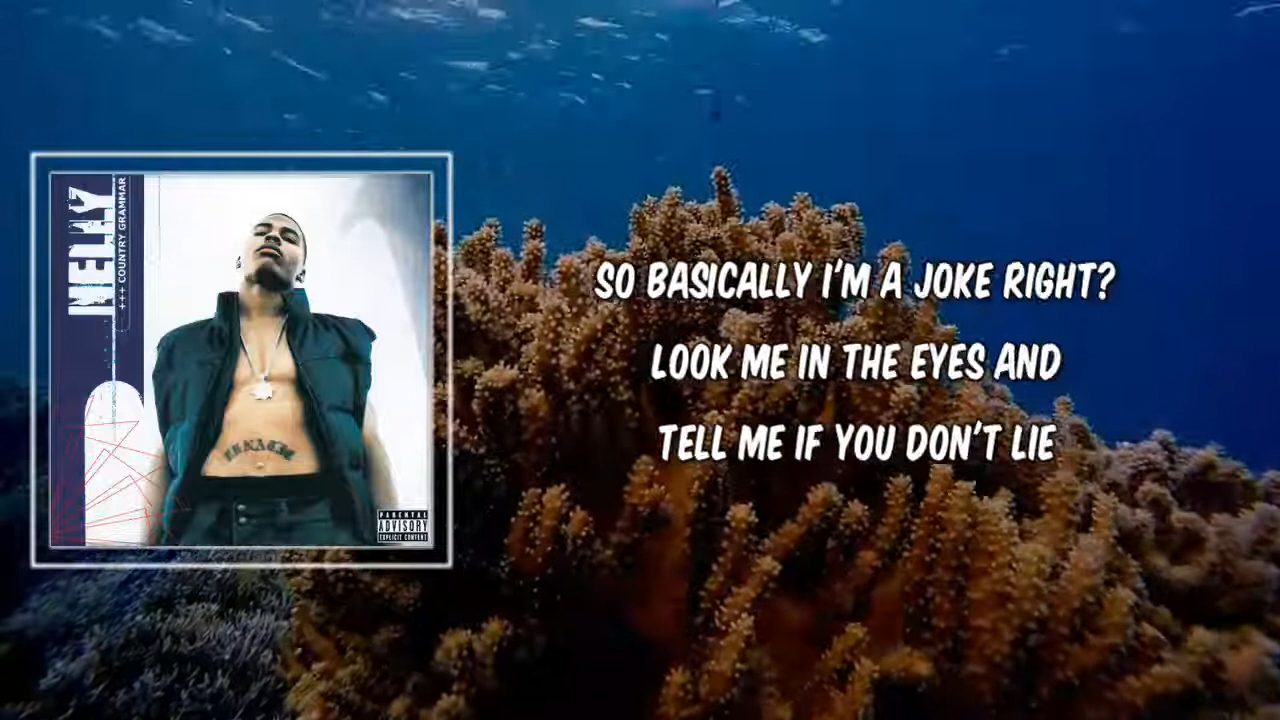 NELLY
+++ COUNTRY GRAMMAR
PARENTAL
ADVISORY
EXPLICIT CONTENT
SO BASICALLY I'M A JOKE RIGHT?
LOOK ME IN THE EYES AND
TELL ME IF YOU DON'T LIE